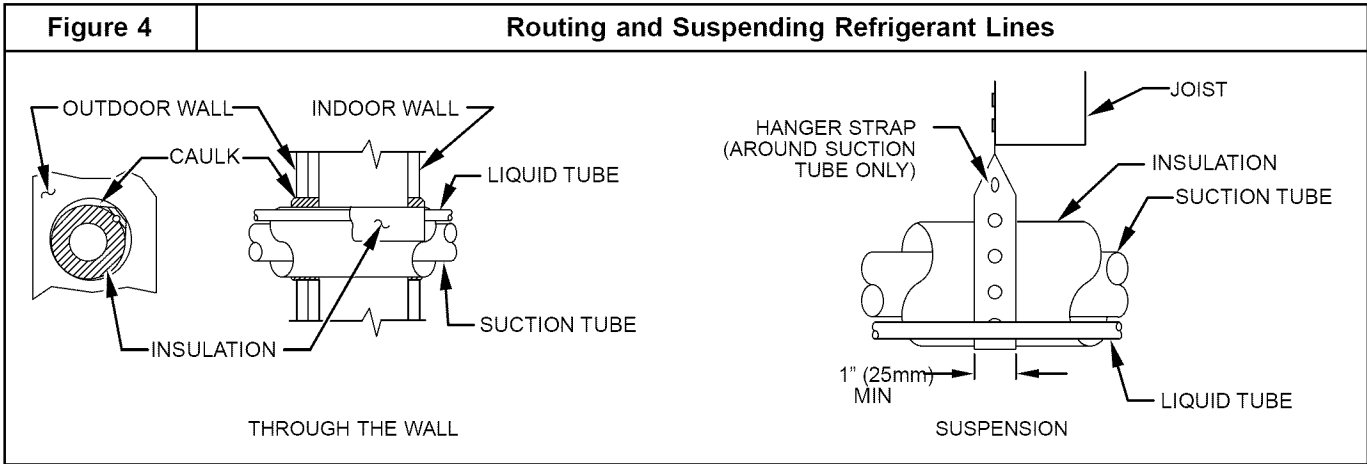 Figure 4
Routing and Suspending Refrigerant Lines
OUTDOOR WALL
INDOOR WALL
CAULK
LIQUID TUBE
SUCTION TUBE
INSULATION
THROUGH THE WALL
JOIST
HANGER STRAP
(AROUND SUCTION
TUBE ONLY)
INSULATION
SUCTION TUBE
1" (25mm)
MIN
LIQUID TUBE
SUSPENSION